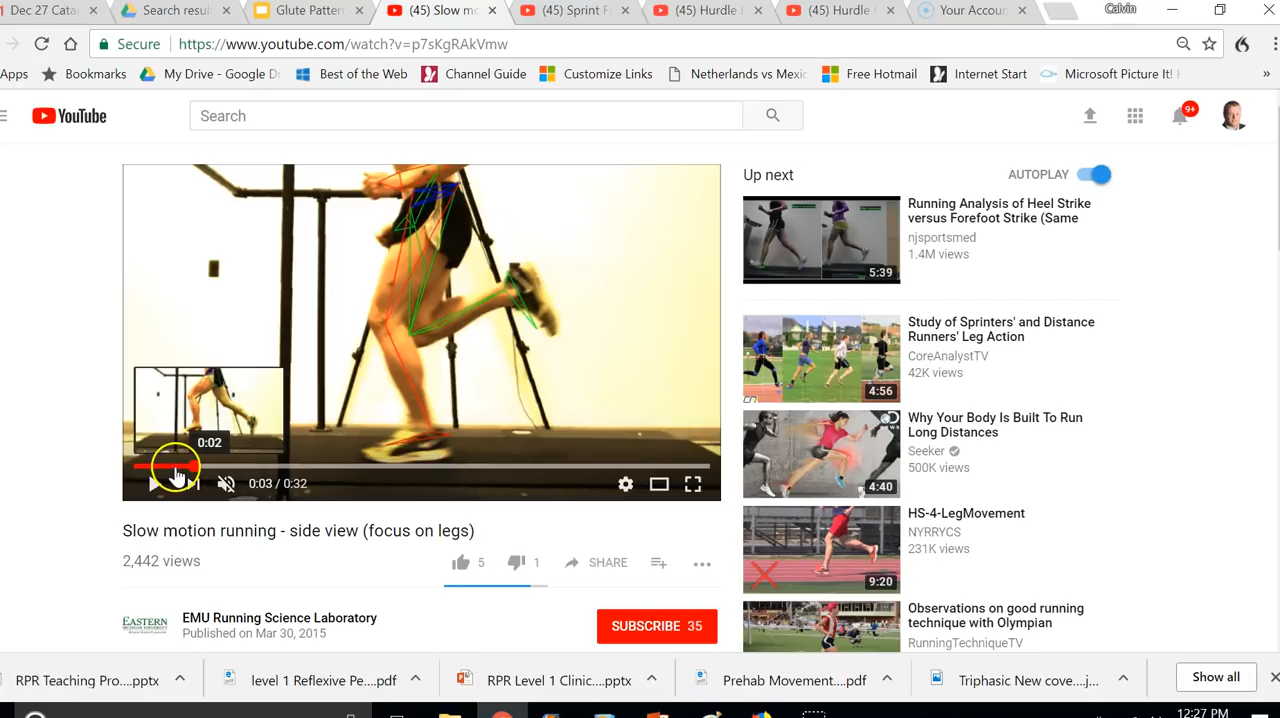 Dec 27 Cata
Search result
Glute Pattern
(45) Slow m
(45) Sprint F
(45) Hurdle
(45) Hurdle
Your Accoun
Calvin
Secure
https://www.youtube.com/watch?v=p7sKgRAkVmw
Apps
Bookmarks
My Drive - Google D
Best of the Web
Channel Guide
Customize Links
Netherlands vs Mexic
Free Hotmail
Internet Start
Microsoft Picture It! H
»
YouTube
Search
9+
0:02
0:03 / 0:32
Up next
AUTOPLAY
Running Analysis of Heel Strike
versus Forefoot Strike (Same
njsportsmed
1.4M views
5:39
Study of Sprinters' and Distance
Runners' Leg Action
CoreAnalystTV
42K views
4:56
Why Your Body Is Built To Run
Long Distances
Seeker
500K views
4:40
HS-4-LegMovement
NYRRYCS
231K views
9:20
Observations on good running
technique with Olympian
RunningTechniqueTV
Slow motion running - side view (focus on legs)
2,442 views
5
1
SHARE
EASTERN
EMU Running Science Laboratory
Published on Mar 30, 2015
SUBSCRIBE 35
RPR Teaching Pro....pptx
level 1 Reflexive Pe....pdf
RPR Level 1 Clinic....pptx
Prehab Movement....pdf
Triphasic New cove....j...
Show all
12:27 PM